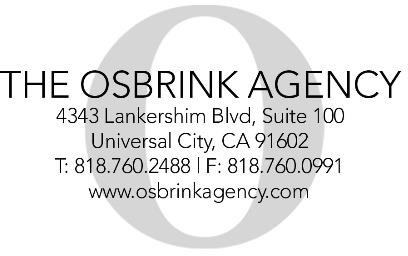 THE OSBRINK AGENCY
4343 Lankershim Blvd, Suite 100
Universal City, CA 91602
T: 818.760.2488 | F: 818.760.0991
www.osbrinkagency.com